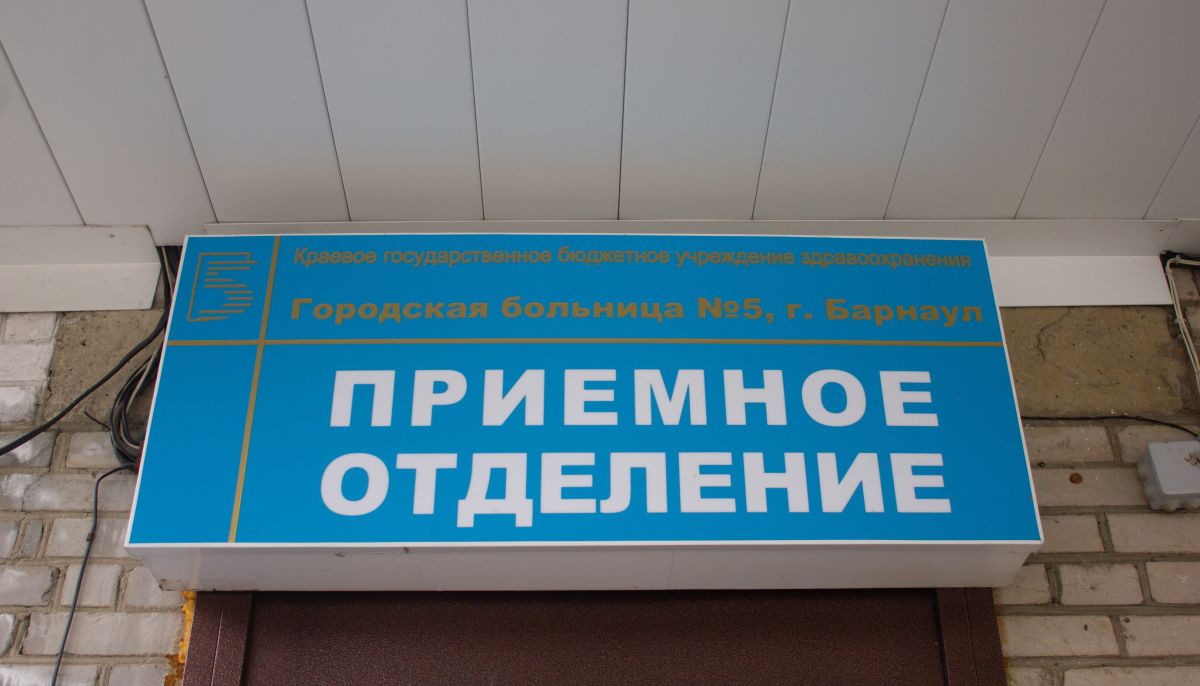 Краевое государственное бюджетное учреждение здравоохранения
Городская больница №5, г. Барнаул
ПРИЕМНОЕ
ОТДЕЛЕНИЕ